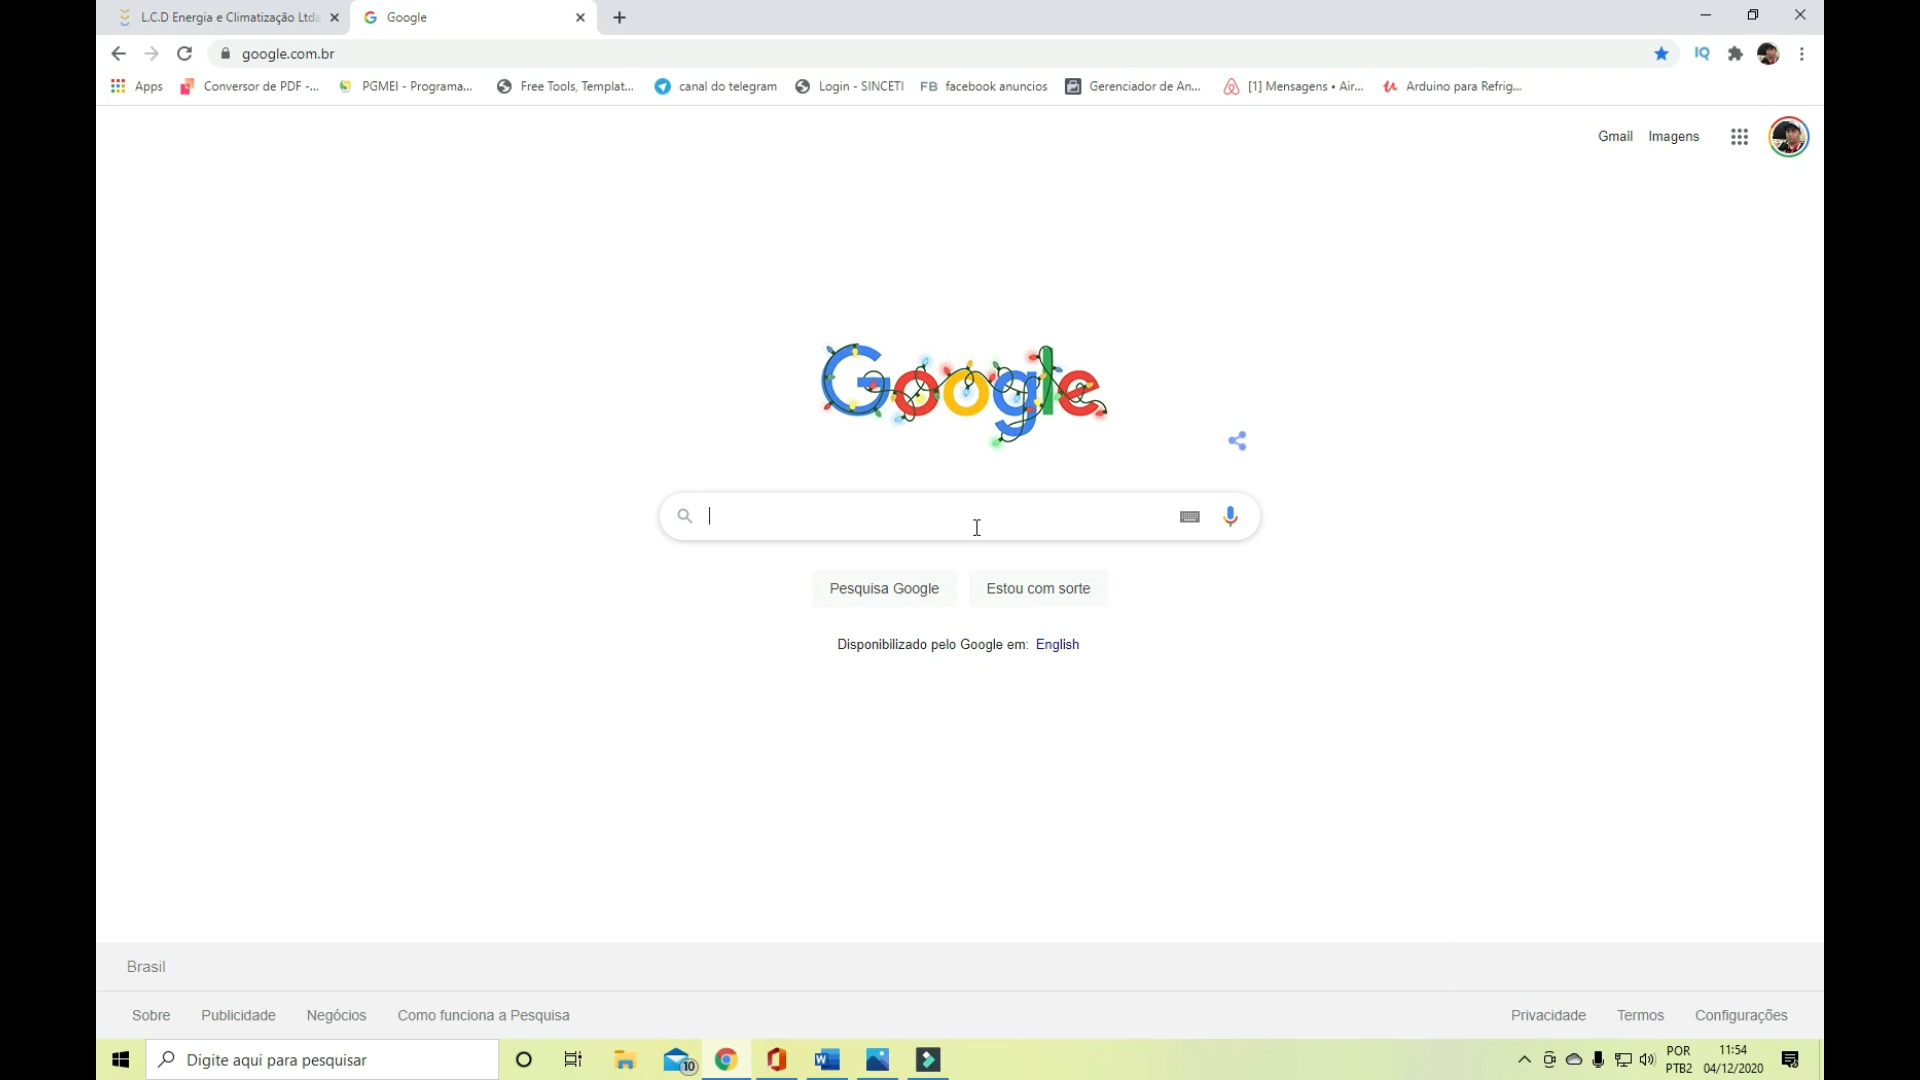 L.C.D Energia e Climatização Ltda
Google
google.com.br
IQ
Apps
Conversor de PDF -...
PGMEI - Programa...
Free Tools, Templat...
canal do telegram
Login - SINCETI
FB facebook anuncios
Gerenciador de An...
[1] Mensagens • Air...
Arduino para Refrig...
Gmail Imagens
Google
Pesquisa Google
Estou com sorte
Disponibilizado pelo Google em: English
Brasil
Sobre Publicidade Negócios Como funciona a Pesquisa
Privacidade Termos Configurações
Digite aqui para pesquisar
10
POR
PTB2
11:54
04/12/2020